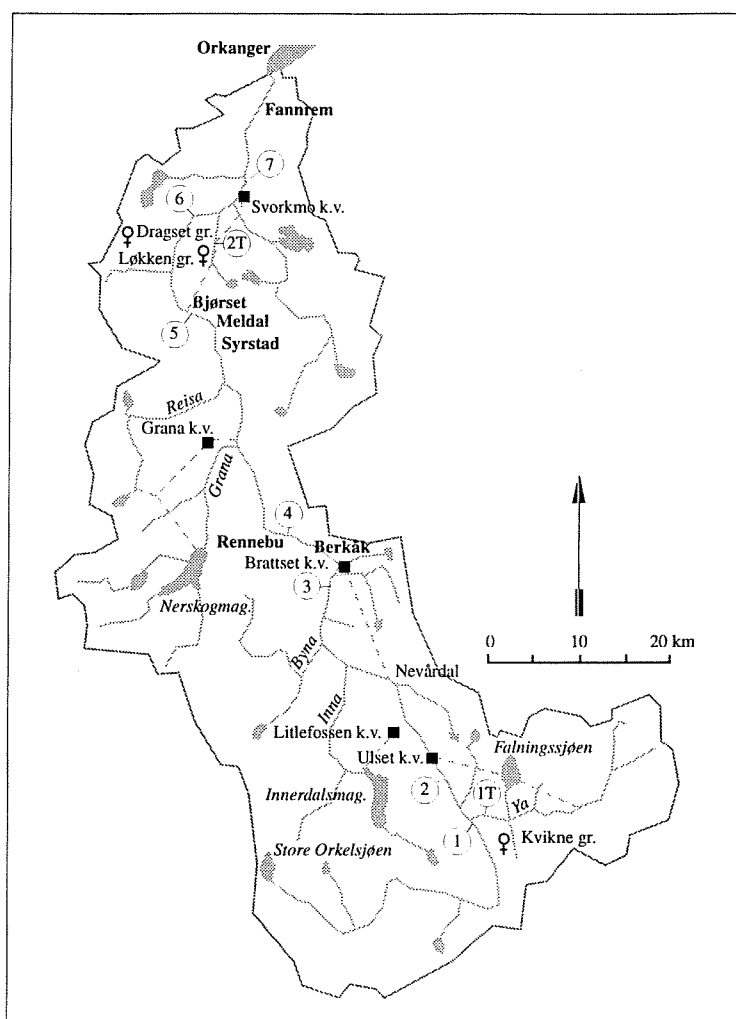 Orkanger
Fannrem
7
6
Svorkmo k.v.
Dragset gr.
2T
Løkken gr.
Bjørset
Meldal
5
Syrstad
Reisa
Grana k.v.
Grana
4
Rennebu
Berkåk
Brattset k.v.
3
Nerskogmag.
0
20 km
Byna
Nevårdal
Inna
Litlefossen k.v.
Falningssjøen
Ulset k.v.
Innerdalsmag.
2
1T
Ya
1
Kvikne gr.
Store Orkelsjøen